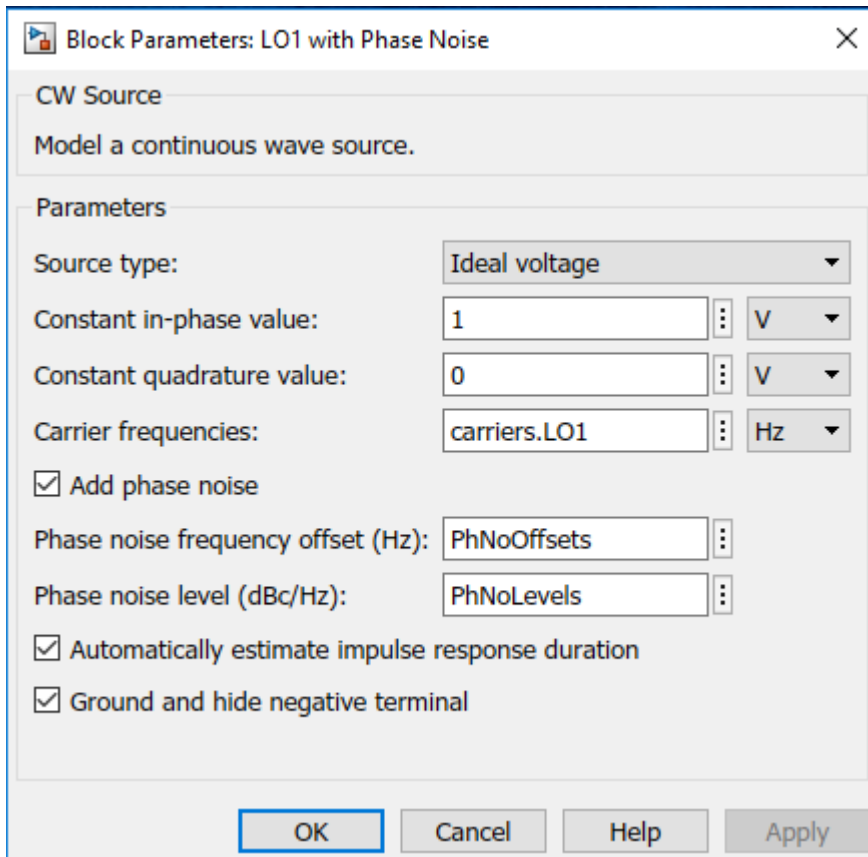 Block Parameters: LO1 with Phase Noise
CW Source
Model a continuous wave source.
Parameters
Source type: Ideal voltage
Constant in-phase value: 1 V
Constant quadrature value: 0 V
Carrier frequencies: carriers.LO1 Hz
Add phase noise
Phase noise frequency offset (Hz): PhNoOffsets
Phase noise level (dBc/Hz): PhNoLevels
Automatically estimate impulse response duration
Ground and hide negative terminal
OK Cancel Help Apply